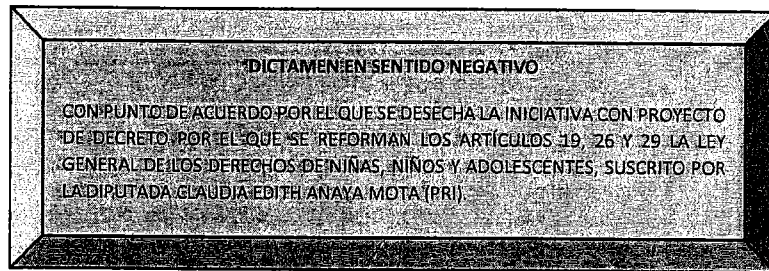 DICTAMEN EN SENTIDO NEGATIVO
CON PUNTO DE ACUERDO POR EL QUE SE DESECHA LA INICIATIVA CON PROYECTO
DE DECRETO POR EL QUE SE REFORMAN LOS ARTÍCULOS 19, 26 Y 29 LA LEY
GENERAL DE LOS DERECHOS DE NIÑAS, NIÑOS Y ADOLESCENTES, SUSCRITO POR
LA DIPUTADA CLAUDIA EDITH ANAYA MOTA (PRI).